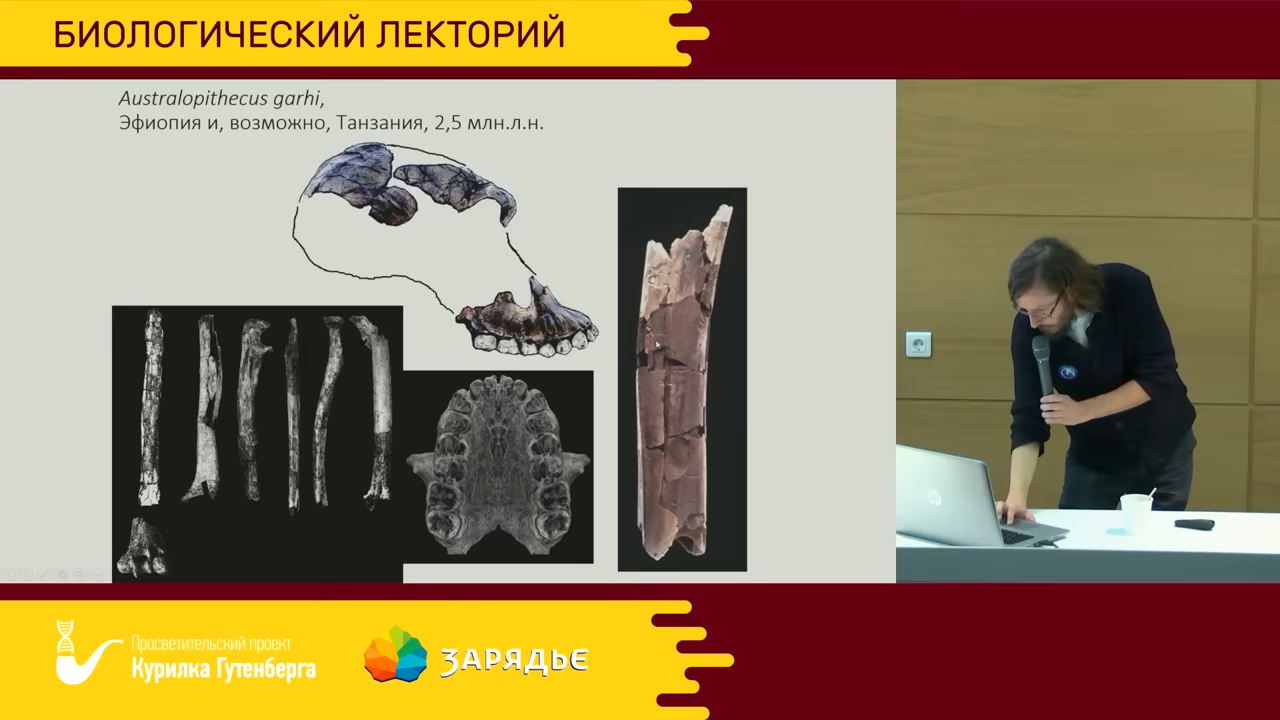 БИОЛОГИЧЕСКИЙ ЛЕКТОРИЙ
Australopithecus garhi,
Эфиопия и, возможно, Танзания, 2,5 млн.л.н.
Просветительский проект
Курилка Гутенберга
ЗАРЯДЬЕ